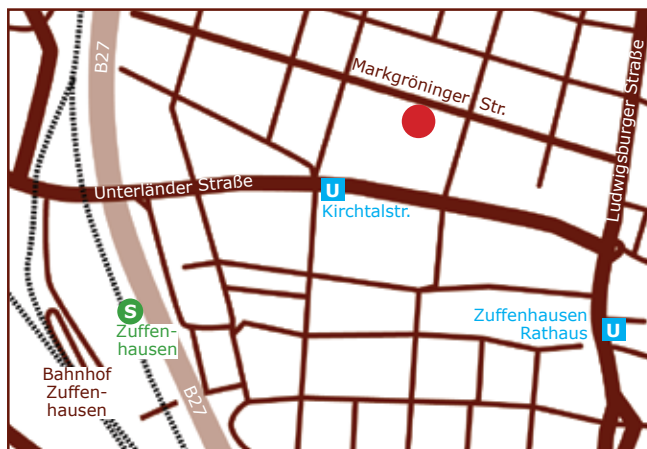 B27
Markgröninger Str.
Ludwigsburger Straße
Unterländer Straße
U
Kirchtalstr.
S
Zuffen-
hausen
Zuffenhausen
Rathaus
U
Bahnhof
Zuffen-
hausen
B27